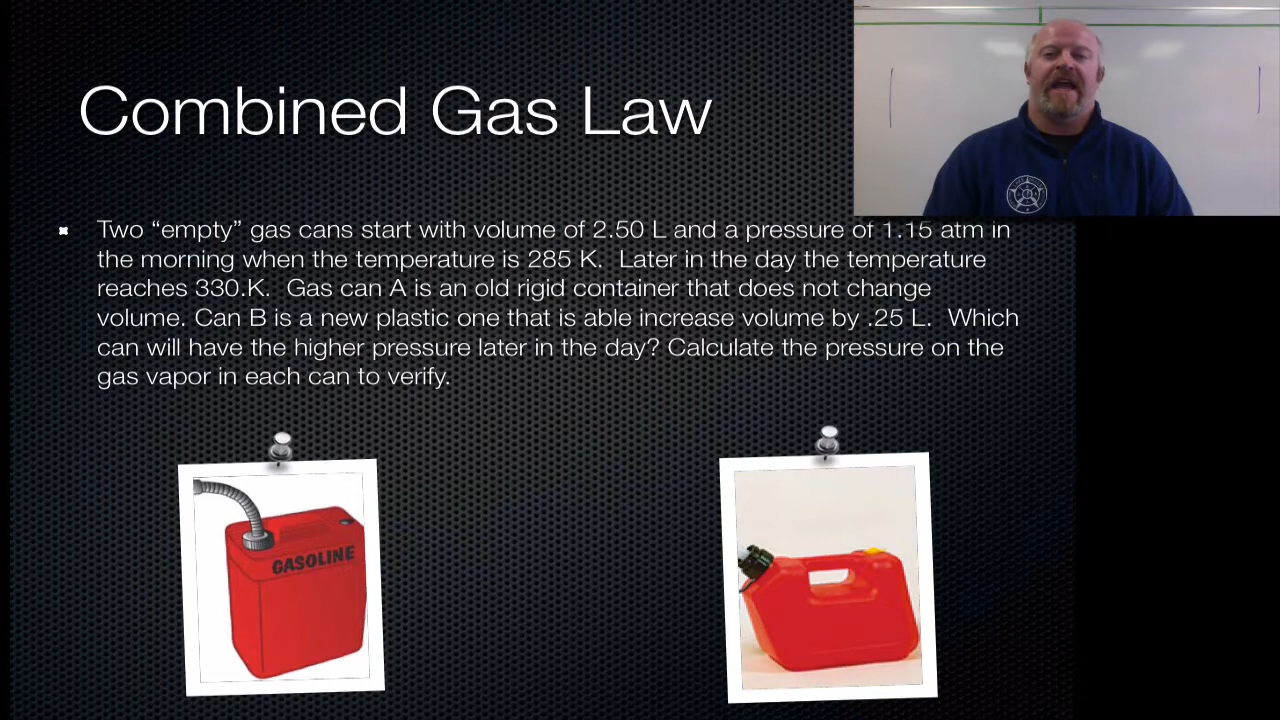 Combined Gas Law
Two “empty” gas cans start with volume of 2.50 L and a pressure of 1.15 atm in
the morning when the temperature is 285 K.  Later in the day the temperature
reaches 330.K.  Gas can A is an old rigid container that does not change
volume. Can B is a new plastic one that is able increase volume by .25 L.  Which
can will have the higher pressure later in the day? Calculate the pressure on the
gas vapor in each can to verify.
GASOLINE